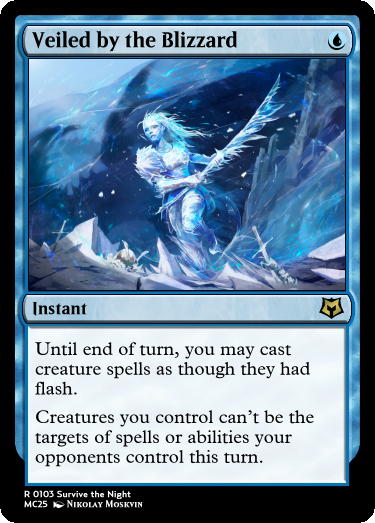 Veiled by the Blizzard
Instant
Until end of turn, you may cast
creature spells as though they had
flash.
Creatures you control can't be the
targets of spells or abilities your
opponents control this turn.
R 0103 Survive the Night
MC25 Nikolay Moskvin